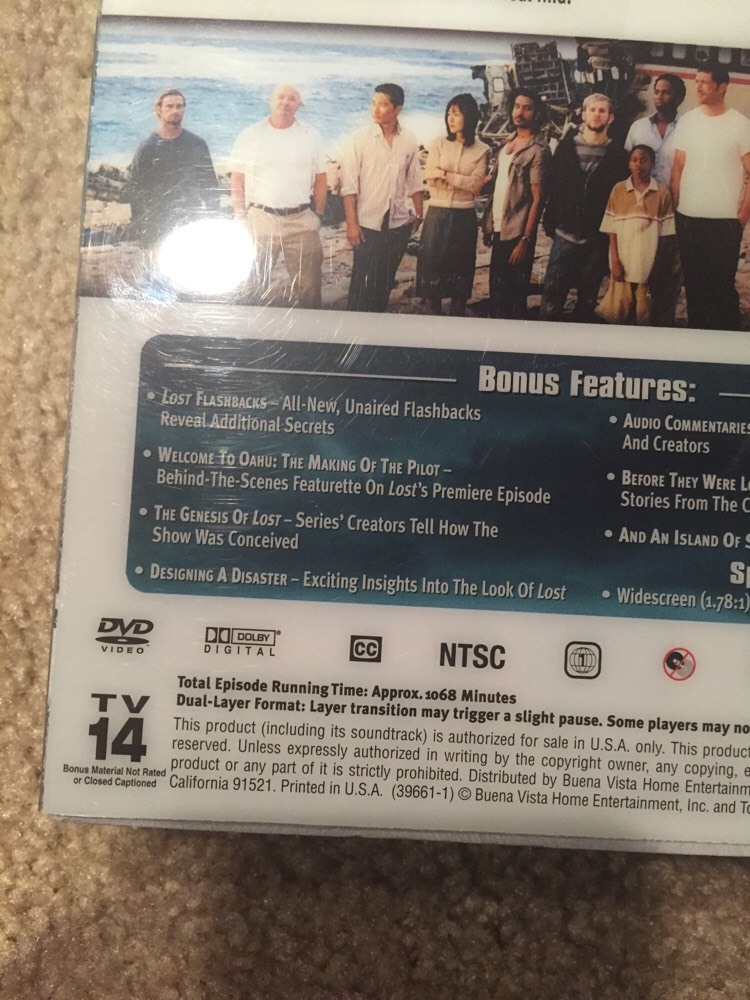 Bonus Features:
• LOST FLASHBACKS – All-New, Unaired Flashbacks
Reveal Additional Secrets
• WELCOME TO OAHU: THE MAKING OF THE PILOT –
Behind-The-Scenes Featurette On Lost's Premiere Episode
• THE GENESIS OF LOST – Series' Creators Tell How The
Show Was Conceived
• DESIGNING A DISASTER – Exciting Insights Into The Look Of Lost
• AUDIO COMMENTARIES
And Creators
• BEFORE THEY WERE
Stories From The
• AND AN ISLAND OF
• Widescreen (1.78:1)
DVD
VIDEO
DOLBY
DIGITAL
CC
NTSC
1
TV
14
Bonus Material Not Rated
or Closed Captioned
Total Episode Running Time: Approx. 1068 Minutes
Dual-Layer Format: Layer transition may trigger a slight pause. Some players may
This product (including its soundtrack) is authorized for sale in U.S.A. only. This product
reserved. Unless expressly authorized in writing by the copyright owner, any copying,
product or any part of it is strictly prohibited. Distributed by Buena Vista Home
California 91521. Printed in U.S.A. (39661-1) © Buena Vista Home Entertainment, Inc. and